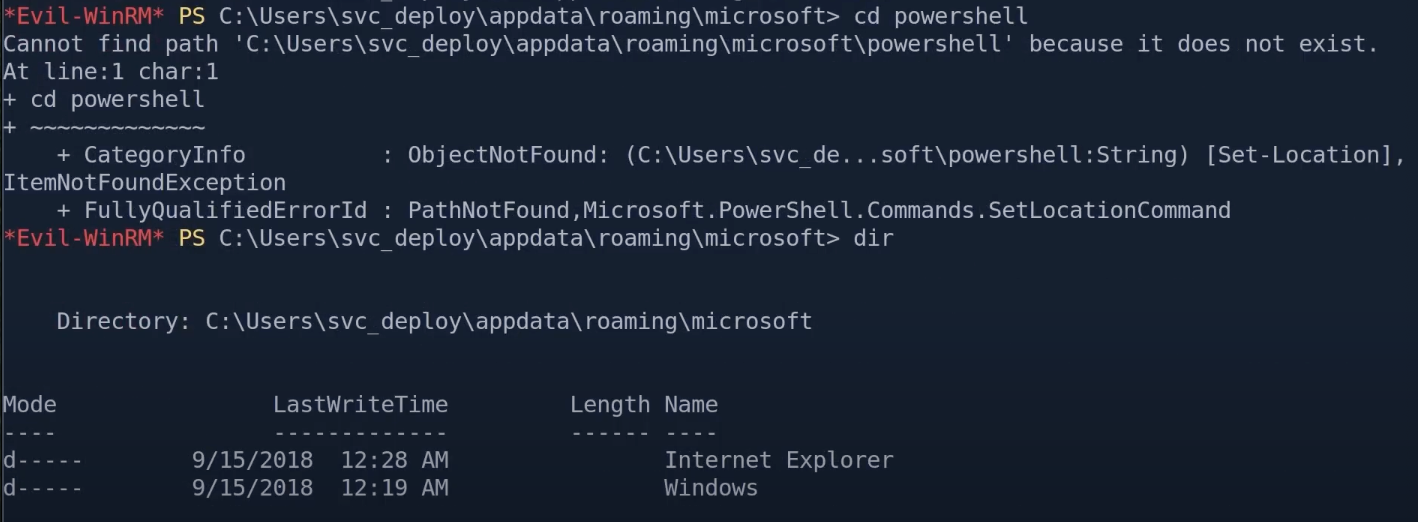 *Evil-WinRM* PS C:\Users\svc_deploy\appdata\roaming\microsoft> cd powershell
Cannot find path 'C:\Users\svc_deploy\appdata\roaming\microsoft\powershell' because it does not exist.
At line:1 char:1
+ cd powershell
+ ~~~~~~~~~~~~~
    + CategoryInfo          : ObjectNotFound: (C:\Users\svc_de...soft\powershell:String) [Set-Location],
ItemNotFoundException
    + FullyQualifiedErrorId : PathNotFound,Microsoft.PowerShell.Commands.SetLocationCommand
*Evil-WinRM* PS C:\Users\svc_deploy\appdata\roaming\microsoft> dir
    Directory: C:\Users\svc_deploy\appdata\roaming\microsoft
Mode                LastWriteTime         Length Name
----                -------------         ------ ----
d-----        9/15/2018  12:28 AM                Internet Explorer
d-----        9/15/2018  12:19 AM                Windows